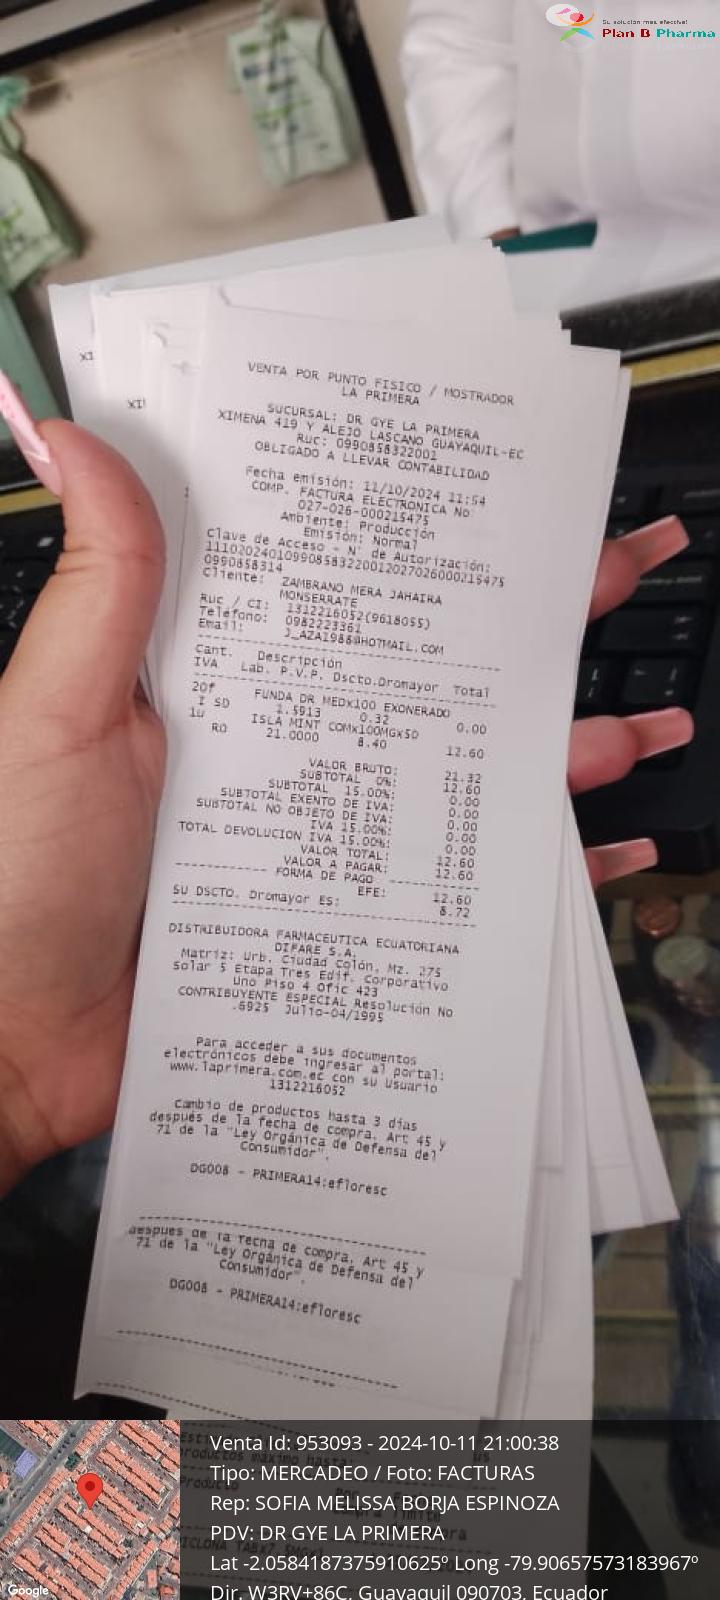 Su solución más efectiva!
Plan B Pharma
XI
XI
VENTA POR PUNTO FISICO / MOSTRADOR
LA PRIMERA
SUCURSAL: DR GYE LA PRIMERA
XIMENA 419 Y ALEJO LASCANO GUAYAQUIL-EC
RUC: 0990858322001
OBLIGADO A LLEVAR CONTABILIDAD
Fecha emisión: 11/10/2024 11:54
COMP. FACTURA ELECTRONICA No
027-026-000215475
Ambiente: Producción
Emisión: Normal
Clave de Acceso - N° de Autorización:
1110202401099085832200120270260002154750990858314
Cliente: ZAMBRANO MERA JAHAIRA
MONSERRATE
Ruc / CI: 1312216052(9618055)
Teléfono: 0982223361
Email: J_AZA1988@HOTMAIL.COM
Cant. Descripción
IVA Lab. P.V.P. Dscto.Dromayor Total
20f FUNDA DR MEDX100 EXONERADO
I SD 1.5913 0.32 0.00
1U ISLA MINT COMX100MGX50
RO 21.0000 8.40 12.60
VALOR BRUTO: 21.32
SUBTOTAL 0%: 12.60
SUBTOTAL 15.00%: 0.00
SUBTOTAL EXENTO DE IVA: 0.00
SUBTOTAL NO OBJETO DE IVA: 0.00
IVA 15.00%: 0.00
TOTAL DEVOLUCION IVA 15.00%: 0.00
VALOR TOTAL: 12.60
VALOR A PAGAR: 12.60
FORMA DE PAGO
EFE: 12.60
SU DSCTO. Dromayor ES: 8.72
DISTRIBUIDORA FARMACEUTICA ECUATORIANA
DIFARE S.A.
Matriz: Urb. Ciudad Colón, Mz. 275
Solar 5 Etapa Tres Edif. Corporativo
Uno Piso 4 Ofic 423
CONTRIBUYENTE ESPECIAL Resolución No
.6925 Julio-04/1995
Para acceder a sus documentos
electrónicos debe ingresar al portal:
www.laprimera.com.ec con su Usuario
1312216052
Cambio de productos hasta 3 días
después de la fecha de compra. Art 45 y
71 de la "Ley Orgánica de Defensa del
Consumidor".
DG008 - PRIMERA14:efloresc
después de la fecha de compra. Art 45 y
71 de la "Ley Orgánica de Defensa del
Consumidor".
DG008 - PRIMERA14:efloresc
Venta Id: 953093 - 2024-10-11 21:00:38
Tipo: MERCADEO / Foto: FACTURAS
Rep: SOFIA MELISSA BORJA ESPINOZA
PDV: DR GYE LA PRIMERA
Lat -2.0584187375910625º Long -79.90657573183967º
Dir. W3RV+86C, Guayaquil 090703, Ecuador
Google